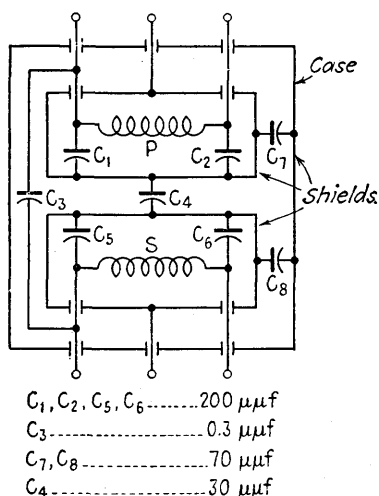 Case
P
C₁
C₂
C₇
C₃
C₄
Shields
C₅
S
C₆
C₈
C₁, C₂, C₅, C₆ ........... 200 μμf
C₃ ........................... 0.3 μμf
C₇, C₈ ..................... 70 μμf
C₄ ........................... 30 μμf